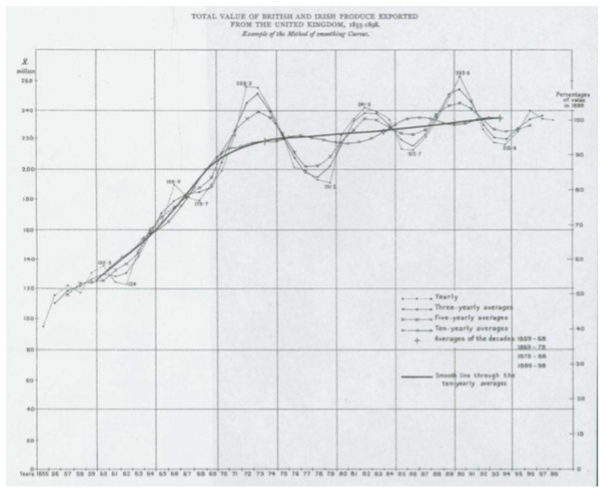 TOTAL VALUE OF BRITISH AND IRISH PRODUCE EXPORTED
FROM THE UNITED KINGDOM, 1855-1898.
Example of the Method of smoothing Curves.
£
million
Percentages
of value
in 1898
260
240
220
200
180
160
140
120
100
80
60
40
20
0
100
90
80
70
60
50
40
30
20
10
0
Yearly
Three-yearly averages
Five-yearly averages
Ten-yearly averages
Averages of the decades 1859-68
1869-78
1879-88
1889-98
Smooth line through the
ten-yearly averages
Years 1855 56 57 58 59 60 61 62 63 64 65 66 67 68 69 70 71 72 73 74 75 76 77 78 79 80 81 82 83 84 85 86 87 88 89 90 91 92 93 94 95 96 97 98